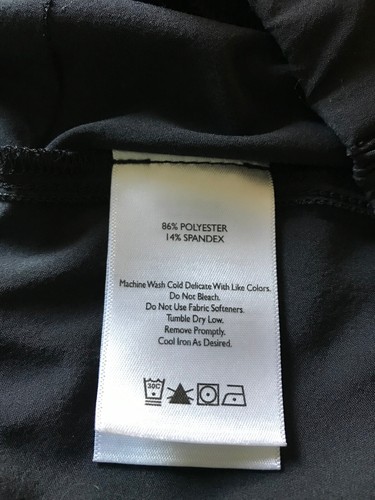 86% POLYESTER
14% SPANDEX
Machine Wash Cold Delicate With Like Colors.
Do Not Bleach.
Do Not Use Fabric Softeners.
Tumble Dry Low.
Remove Promptly.
Cool Iron As Desired.
30C